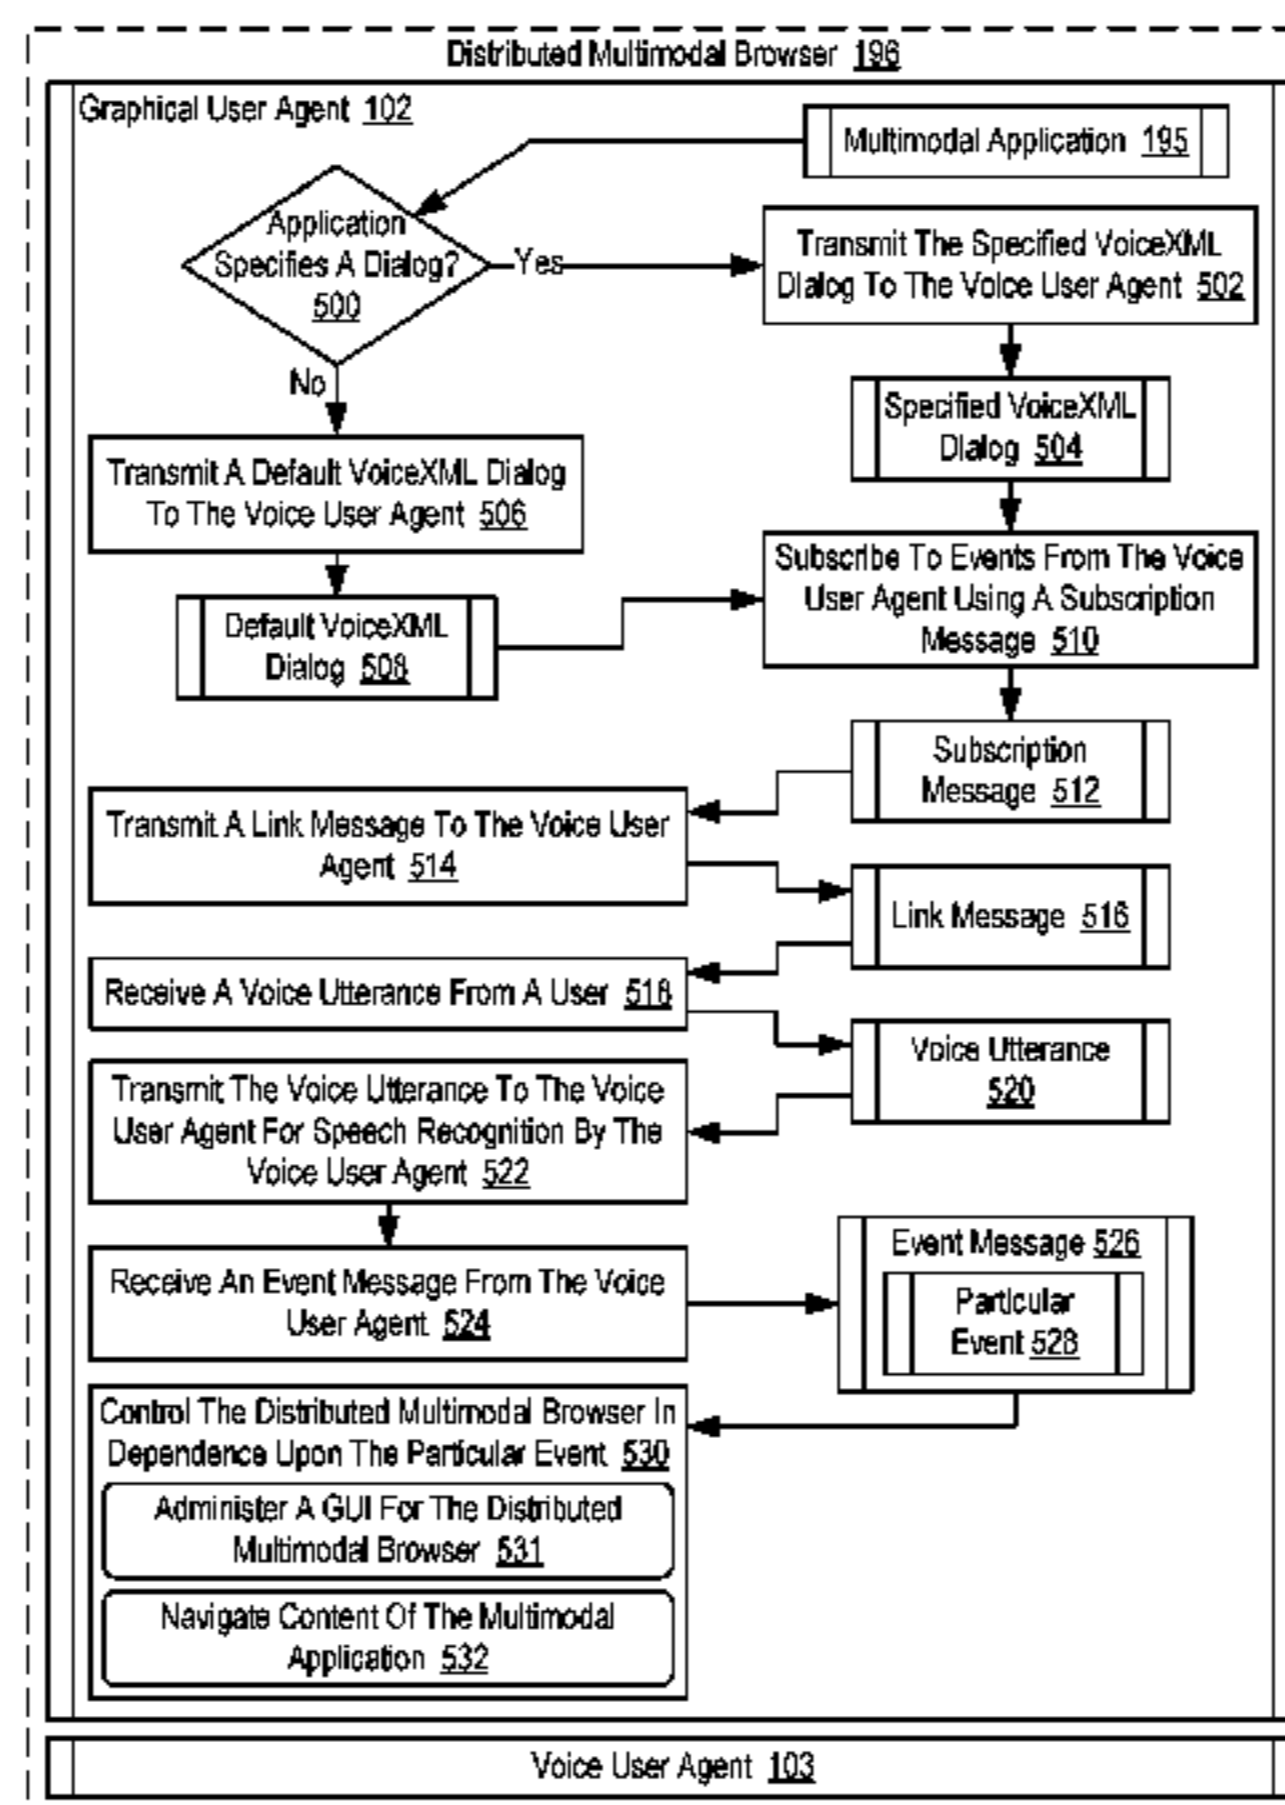 Distributed Multimodal Browser 196
Graphical User Agent 102
Multimodal Application 195
Application
Specifies A Dialog?
500
Yes
Transmit The Specified VoiceXML
Dialog To The Voice User Agent 502
No
Specified VoiceXML
Dialog 504
Transmit A Default VoiceXML Dialog
To The Voice User Agent 506
Default VoiceXML
Dialog 508
Subscribe To Events From The Voice
User Agent Using A Subscription
Message 510
Subscription
Message 512
Transmit A Link Message To The Voice User
Agent 514
Link Message 516
Receive A Voice Utterance From A User 518
Voice Utterance
520
Transmit The Voice Utterance To The Voice
User Agent For Speech Recognition By The
Voice User Agent 522
Receive An Event Message From The Voice
User Agent 524
Event Message 526
Particular
Event 528
Control The Distributed Multimodal Browser In
Dependence Upon The Particular Event 530
Administer A GUI For The Distributed
Multimodal Browser 531
Navigate Content Of The Multimodal
Application 532
Voice User Agent 103